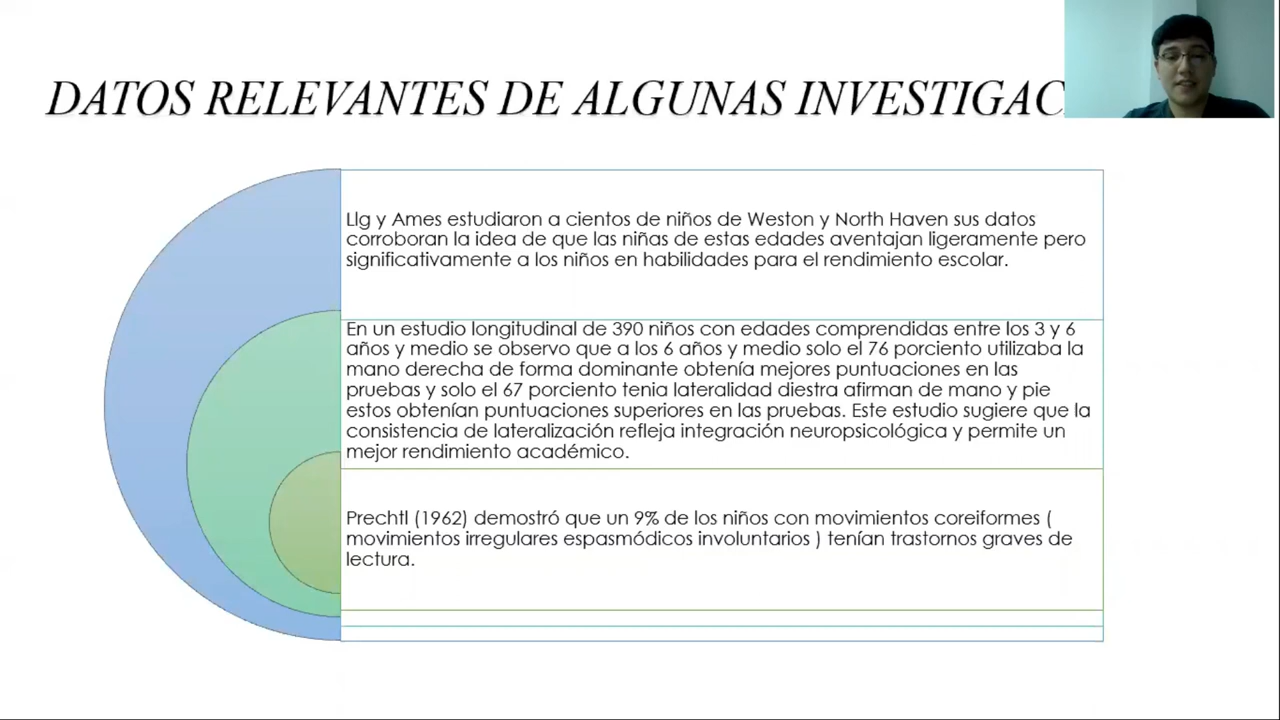 DATOS RELEVANTES DE ALGUNAS INVESTIGAC
Llg y Ames estudiaron a cientos de niños de Weston y North Haven sus datos
corroboran la idea de que las niñas de estas edades aventajan ligeramente pero
significativamente a los niños en habilidades para el rendimiento escolar.
En un estudio longitudinal de 390 niños con edades comprendidas entre los 3 y 6
años y medio se observo que a los 6 años y medio solo el 76 porciento utilizaba la
mano derecha de forma dominante obtenía mejores puntuaciones en las
pruebas y solo el 67 porciento tenia lateralidad diestra afirman de mano y pie
estos obtenían puntuaciones superiores en las pruebas. Este estudio sugiere que la
consistencia de lateralización refleja integración neuropsicológica y permite un
mejor rendimiento académico.
Prechtl (1962) demostró que un 9% de los niños con movimientos coreiformes (
movimientos irregulares espasmódicos involuntarios ) tenían trastornos graves de
lectura.